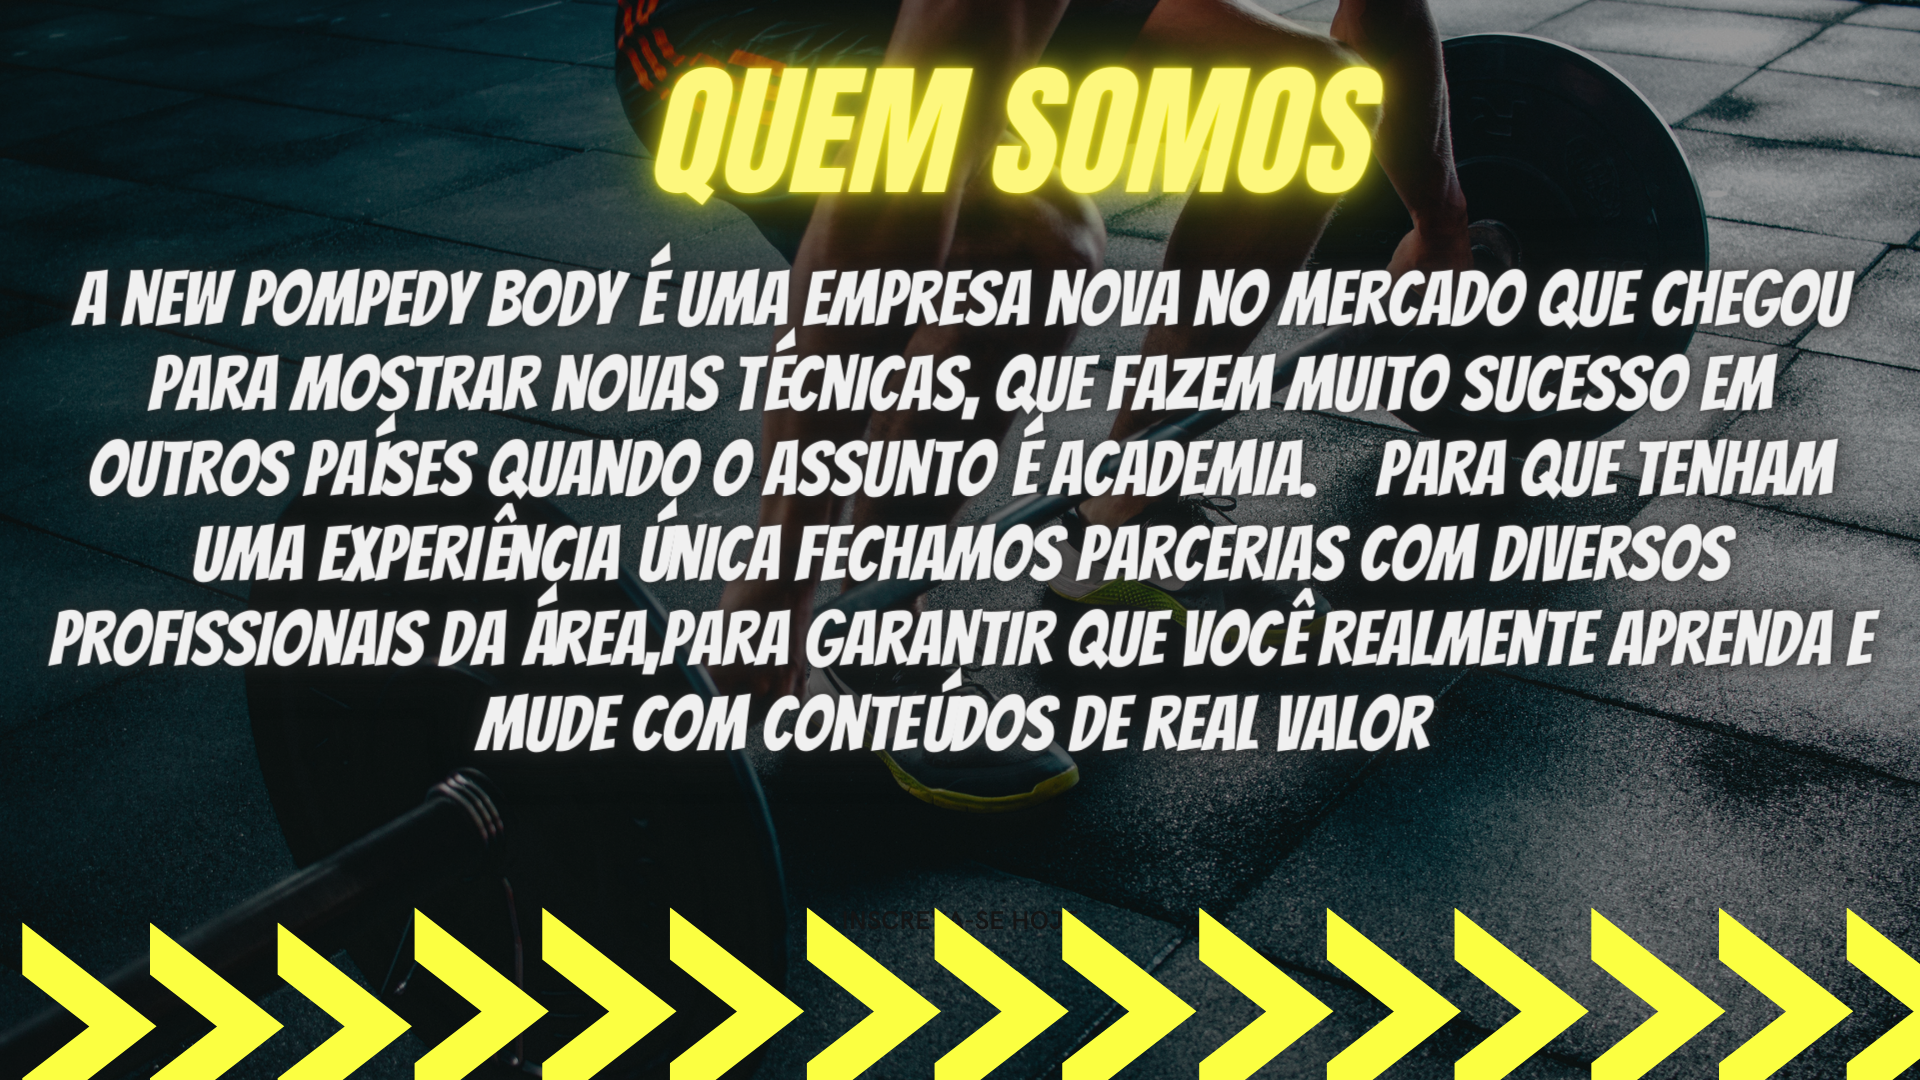 QUEM SOMOS
A NEW POMPEDY BODY É UMA EMPRESA NOVA NO MERCADO QUE CHEGOU
PARA MOSTRAR NOVAS TÉCNICAS, QUE FAZEM MUITO SUCESSO EM
OUTROS PAÍSES QUANDO O ASSUNTO É ACADEMIA. PARA QUE TENHAM
UMA EXPERIÊNCIA ÚNICA FECHAMOS PARCERIAS COM DIVERSOS
PROFISSIONAIS DA ÁREA,PARA GARANTIR QUE VOCÊ REALMENTE APRENDA E
MUDE COM CONTEÚDOS DE REAL VALOR